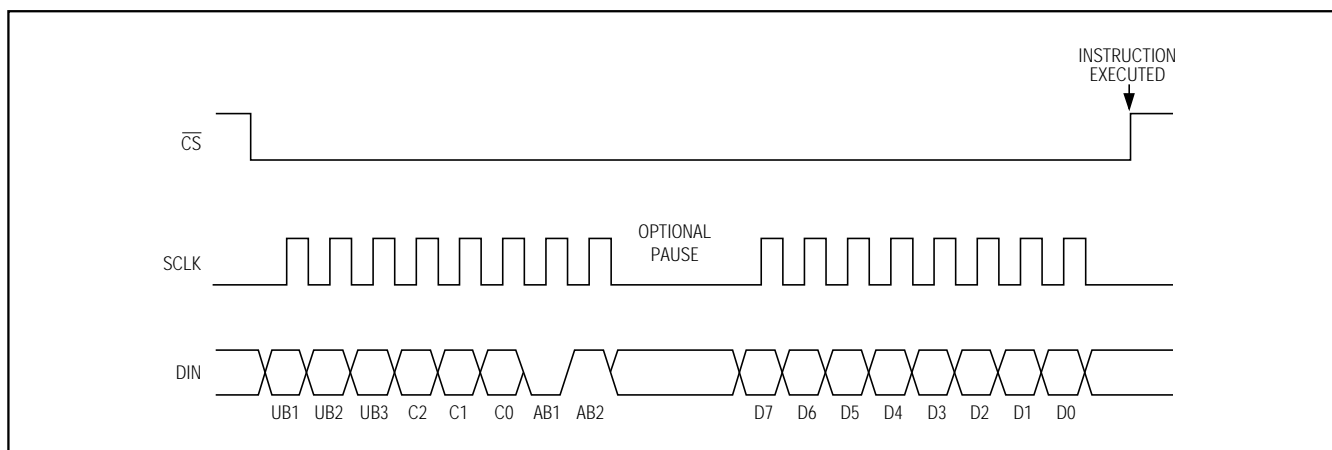 INSTRUCTION
EXECUTED
CS
OPTIONAL
PAUSE
SCLK
DIN
UB1 UB2 UB3 C2 C1 C0 AB1 AB2 D7 D6 D5 D4 D3 D2 D1 D0